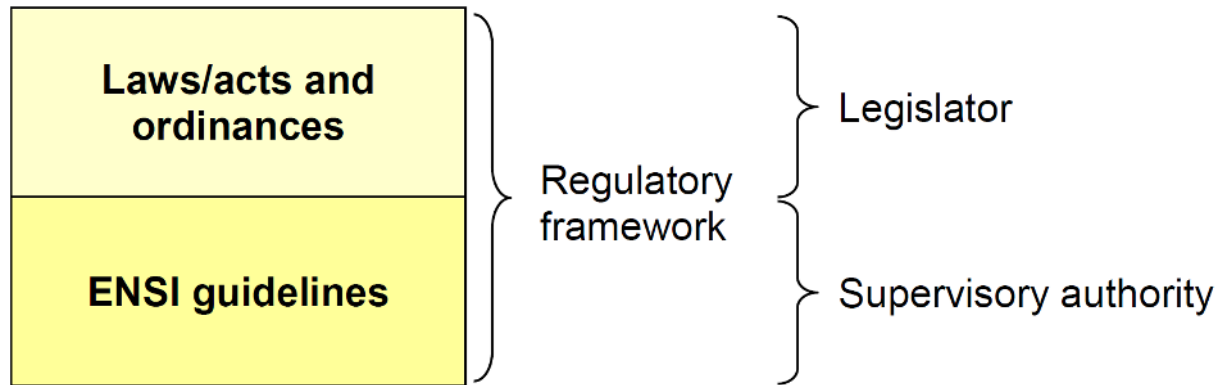 Laws/acts and
ordinances
ENSI guidelines
Regulatory
framework
Legislator
Supervisory authority